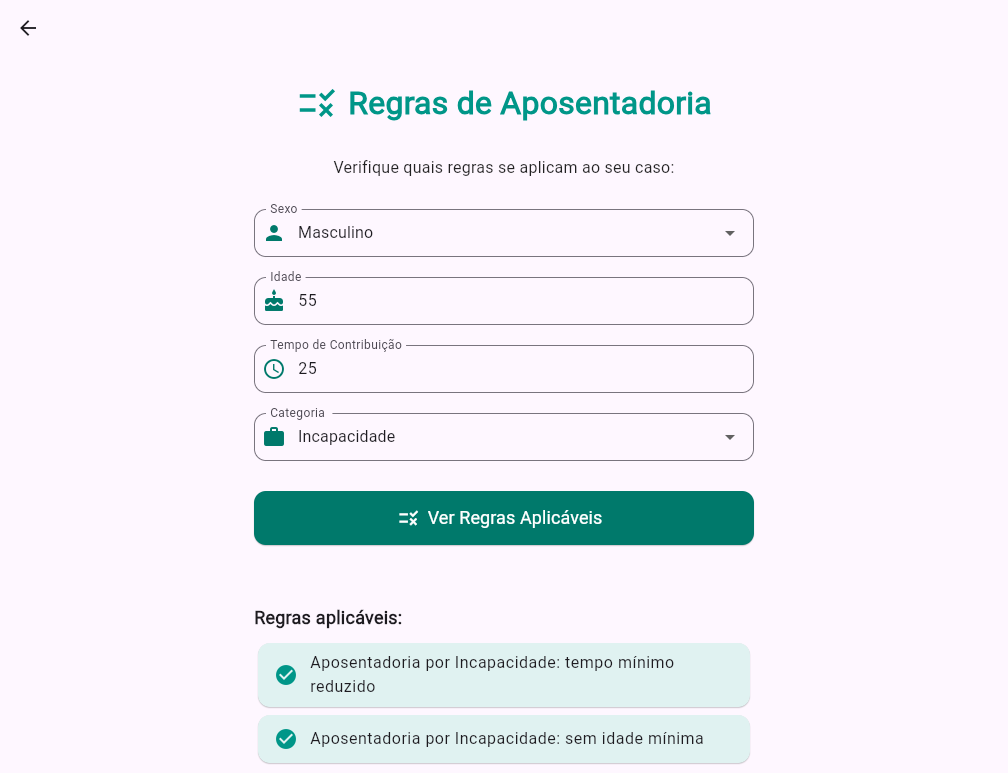 Regras de Aposentadoria
Verifique quais regras se aplicam ao seu caso:
Sexo
Masculino
Idade
55
Tempo de Contribuição
25
Categoria
Incapacidade
Ver Regras Aplicáveis
Regras aplicáveis:
Aposentadoria por Incapacidade: tempo mínimo
reduzido
Aposentadoria por Incapacidade: sem idade mínima